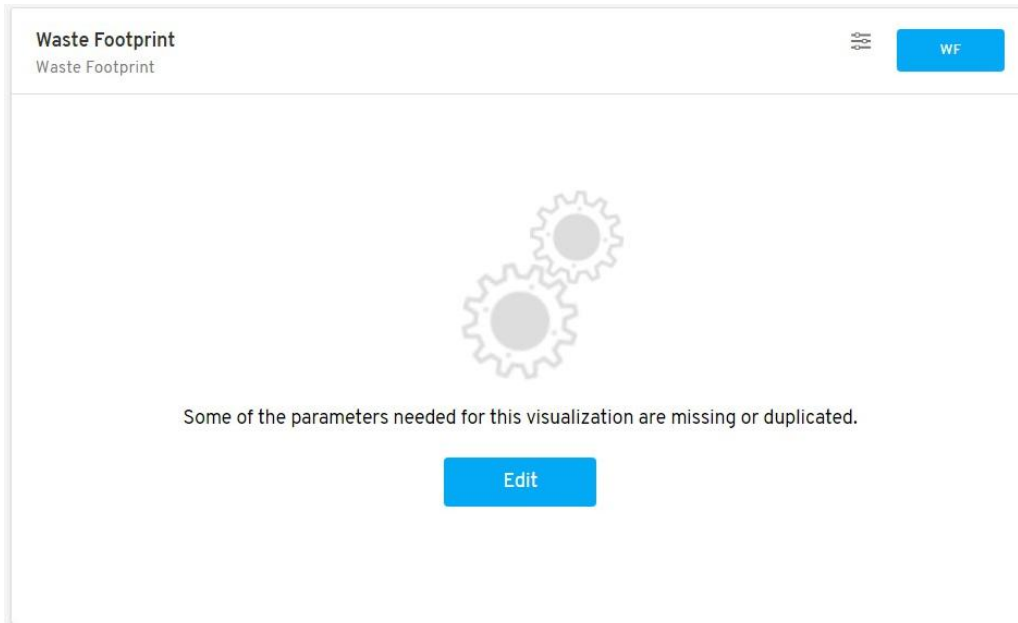 Waste Footprint
WF
Waste Footprint
Some of the parameters needed for this visualization are missing or duplicated.
Edit